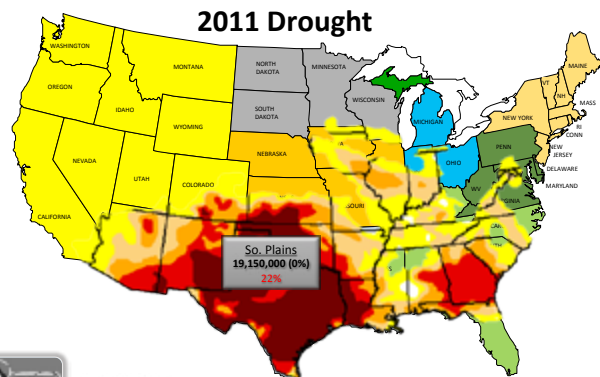 2011 Drought
WASHINGTON
OREGON
IDAHO
MONTANA
WYOMING
NEVADA
UTAH
COLORADO
CALIFORNIA
NORTH
DAKOTA
SOUTH
DAKOTA
NEBRASKA
MINNESOTA
WISCONSIN
MICHIGAN
OHIO
PENN
WV
NEW YORK
VT
NH
MAINE
MASS
RI
CONN
NEW
JERSEY
DELAWARE
MARYLAND
So. Plains
19,150,000 (0%)
22%